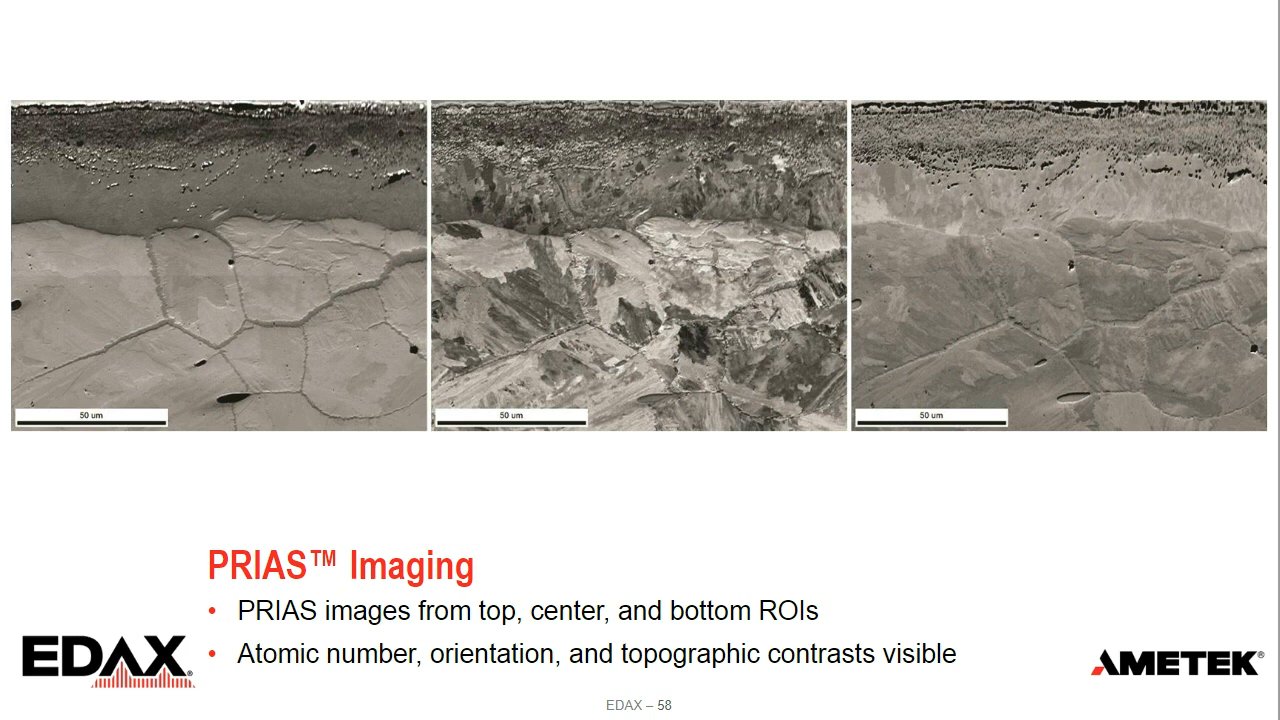 50 um
50 um
50 um
PRIAS™ Imaging
• PRIAS images from top, center, and bottom ROIs
• Atomic number, orientation, and topographic contrasts visible
EDAX®
AMETEK®
EDAX – 58